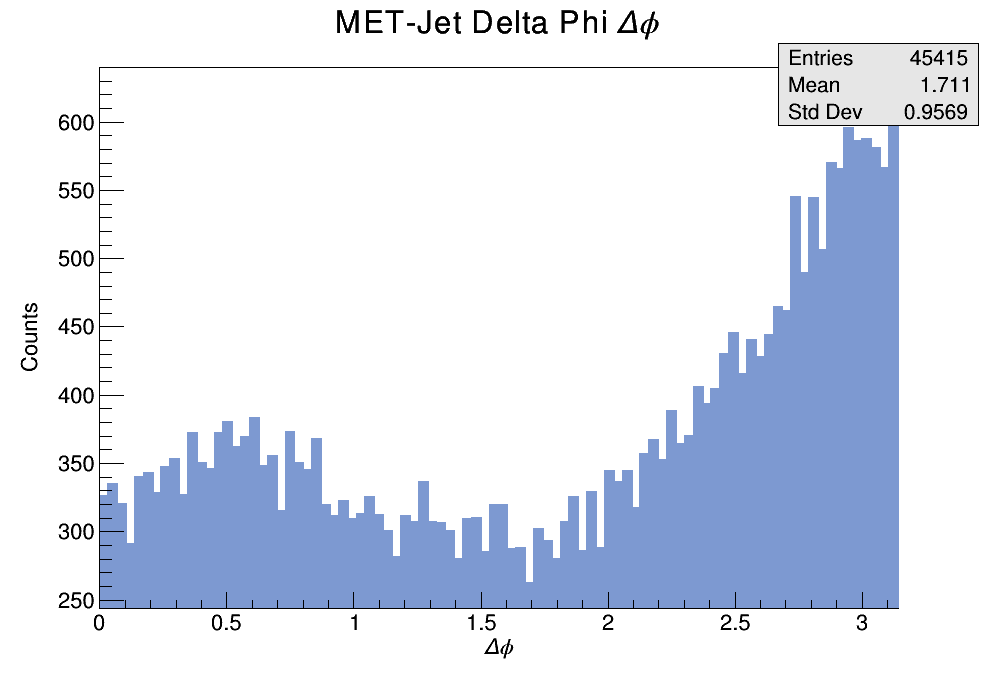 MET-Jet Delta Phi Δϕ
Entries 45415
Mean 1.711
Std Dev 0.9569
600
550
500
450
400
350
300
250
Counts
0 0.5 1 1.5 2 2.5 3
Δϕ